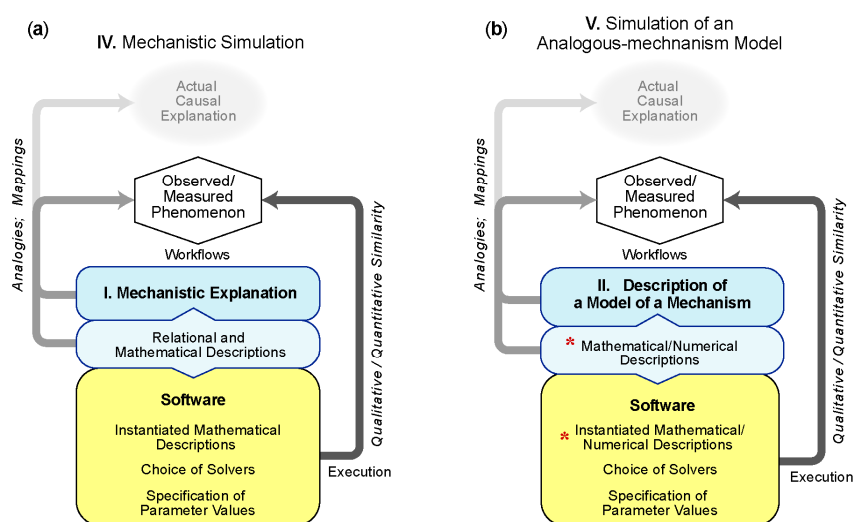 (a)
IV. Mechanistic Simulation
Actual
Causal
Explanation
Analogies; Mappings
Observed/
Measured
Phenomenon
Workflows
I. Mechanistic Explanation
Relational and
Mathematical Descriptions
Software
Instantiated Mathematical
Descriptions
Choice of Solvers
Specification of
Parameter Values
Execution
Qualitative / Quantitative Similarity
(b)
V. Simulation of an
Analogous-mechnanism Model
Actual
Causal
Explanation
Analogies; Mappings
Observed/
Measured
Phenomenon
Workflows
II. Description of
a Model of a Mechanism
* Mathematical/Numerical
Descriptions
Software
* Instantiated Mathematical/
Numerical Descriptions
Choice of Solvers
Specification of
Parameter Values
Execution
Qualitative / Quantitative Similarity